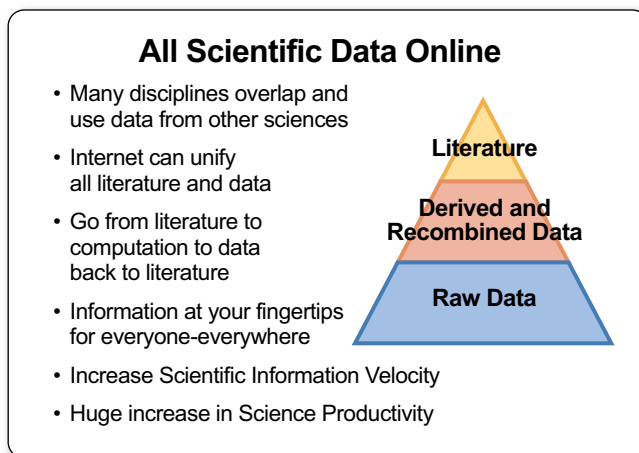 All Scientific Data Online
• Many disciplines overlap and
use data from other sciences
• Internet can unify
all literature and data
• Go from literature to
computation to data
back to literature
• Information at your fingertips
for everyone-everywhere
• Increase Scientific Information Velocity
• Huge increase in Science Productivity
Literature
Derived and
Recombined Data
Raw Data